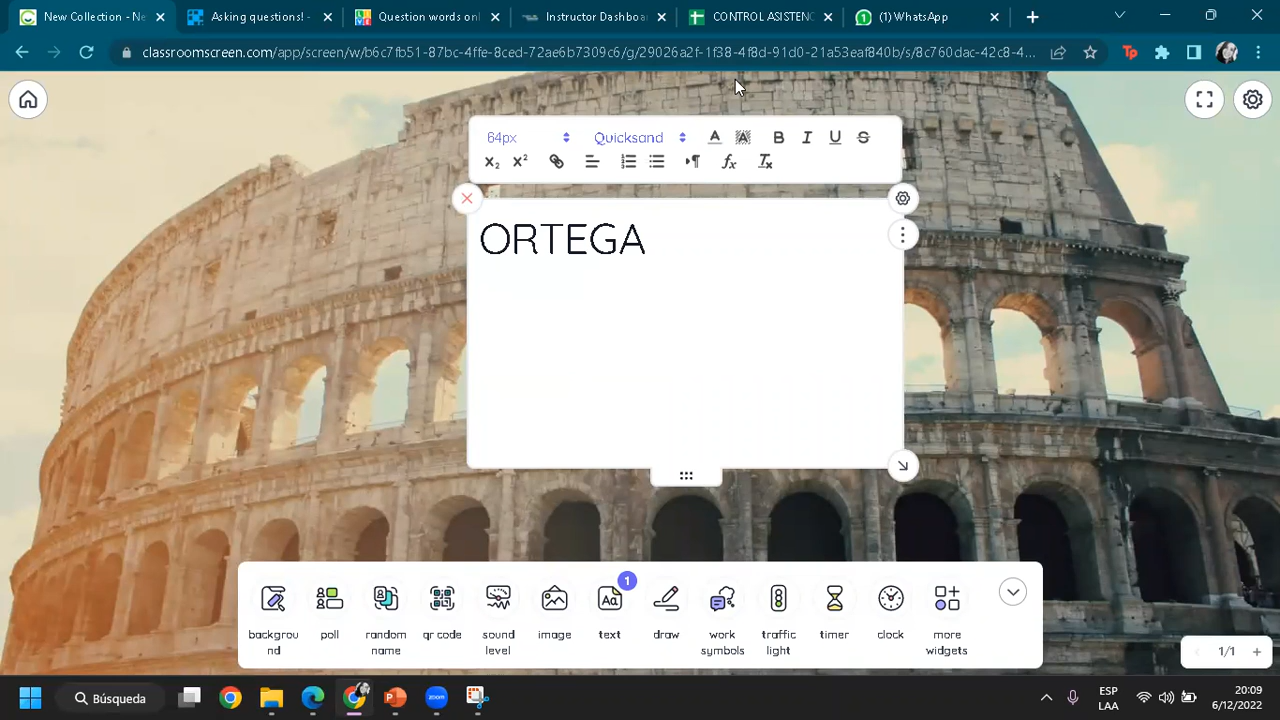 New Collection - Ne
Asking questions! -
Question words onl
Instructor Dashboa
CONTROL ASISTENC
(1) WhatsApp
classroomscreen.com/app/screen/w/b6c7fb51-87bc-4ffe-8ced-72ae6b7309c6/g/29026a2f-1f38-4f8d-91d0-21a53eaf840b/s/8c760dac-42c8-4...
64px Quicksand A A B I U S
ORTEGA
1
backgrou
nd
poll
random
name
qr code
sound
level
image
text
draw
work
symbols
traffic
light
timer
clock
more
widgets
1/1
Búsqueda
zoom
ESP
LAA
20:09
6/12/2022